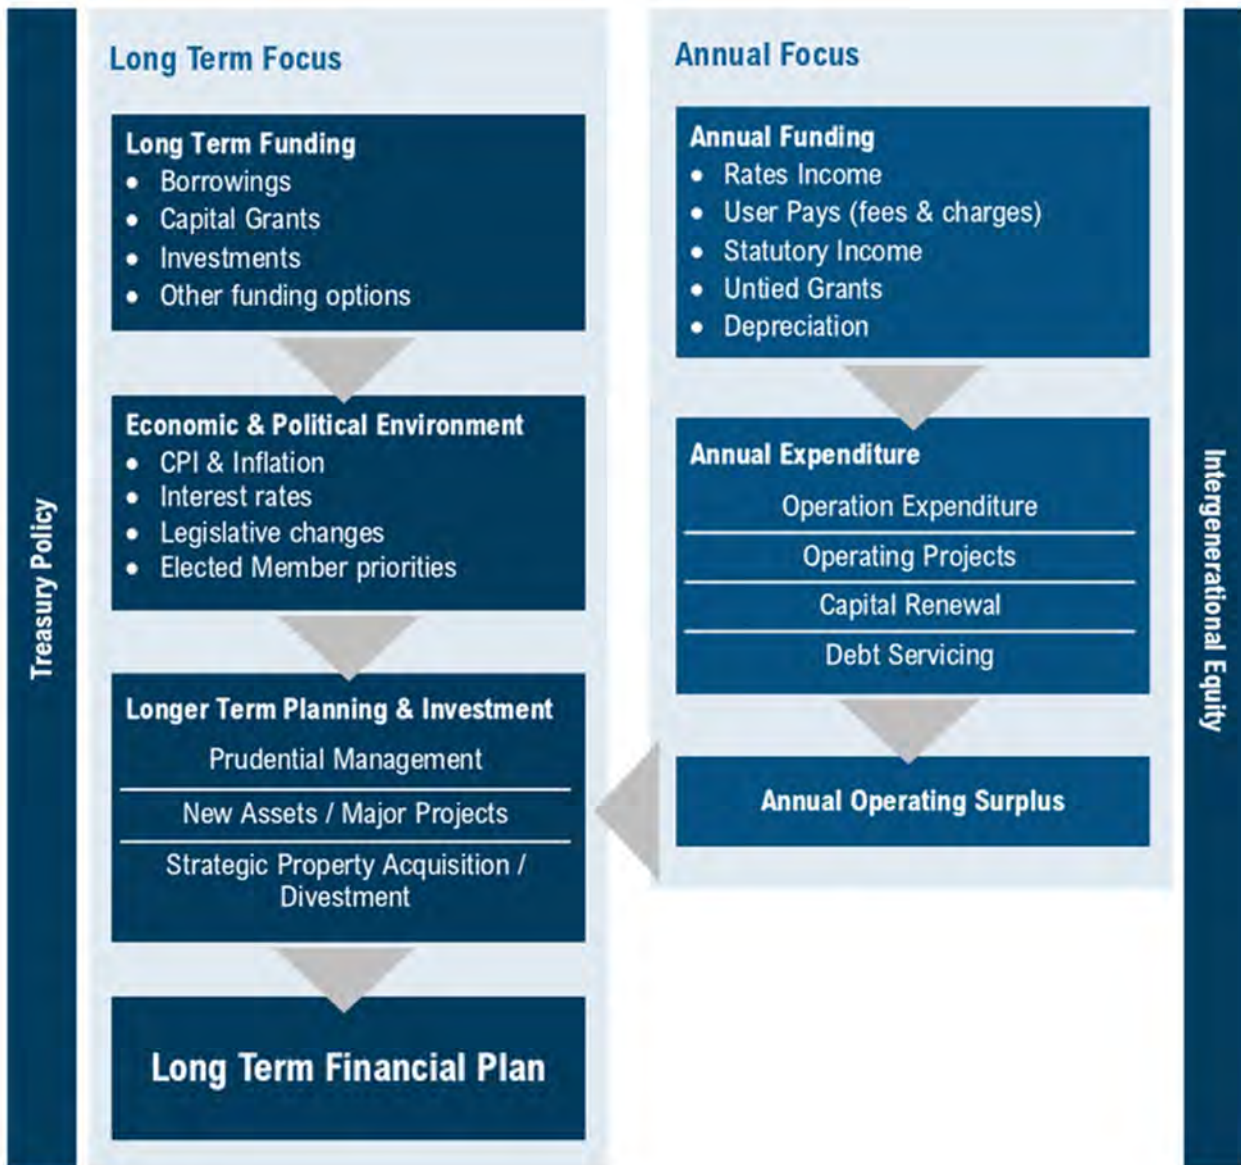 Treasury Policy
Long Term Focus
Long Term Funding
• Borrowings
• Capital Grants
• Investments
• Other funding options
Economic & Political Environment
• CPI & Inflation
• Interest rates
• Legislative changes
• Elected Member priorities
Longer Term Planning & Investment
Prudential Management
New Assets / Major Projects
Strategic Property Acquisition /
Divestment
Long Term Financial Plan
Annual Focus
Annual Funding
• Rates Income
• User Pays (fees & charges)
• Statutory Income
• Untied Grants
• Depreciation
Annual Expenditure
Operation Expenditure
Operating Projects
Capital Renewal
Debt Servicing
Annual Operating Surplus
Intergenerational Equity